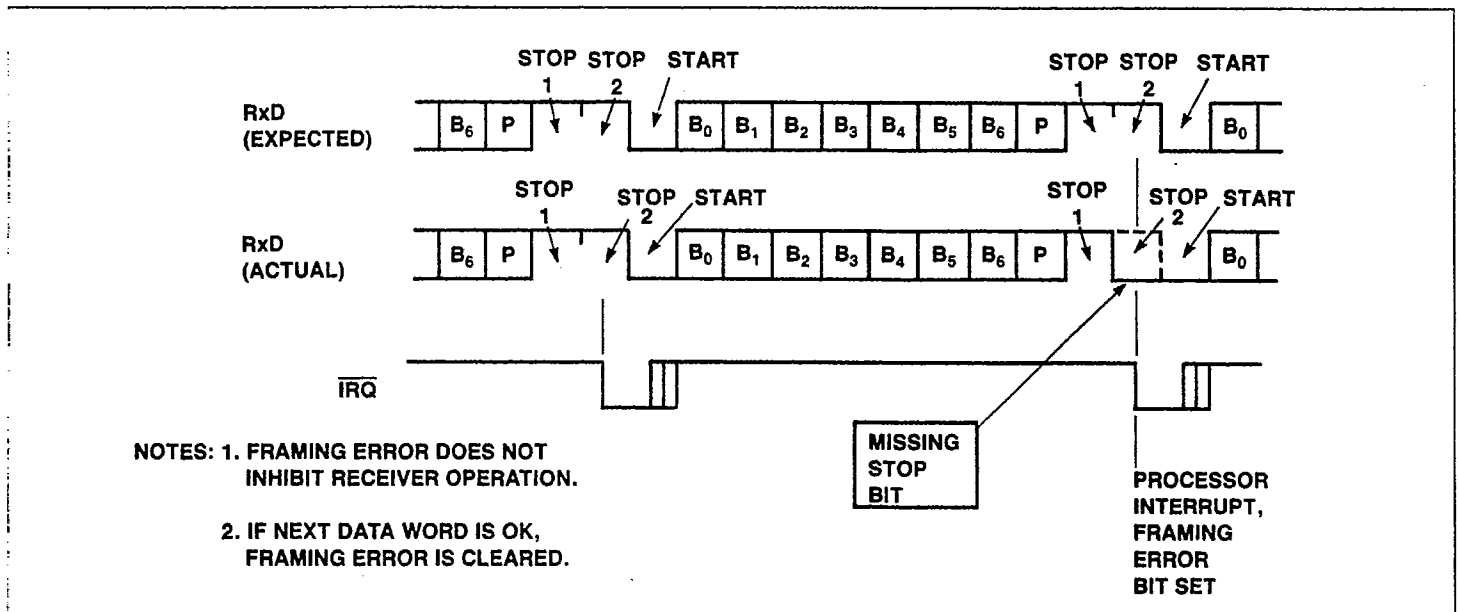 STOP STOP START STOP STOP START
1 2 1 2
RxD
(EXPECTED)
B₆ P B₀ B₁ B₂ B₃ B₄ B₅ B₆ P B₀
STOP STOP START STOP STOP START
1 2 1 2
RxD
(ACTUAL)
B₆ P B₀ B₁ B₂ B₃ B₄ B₅ B₆ P B₀
IRQ
MISSING
STOP
BIT
PROCESSOR
INTERRUPT,
FRAMING
ERROR
BIT SET
NOTES: 1. FRAMING ERROR DOES NOT
INHIBIT RECEIVER OPERATION.
2. IF NEXT DATA WORD IS OK,
FRAMING ERROR IS CLEARED.